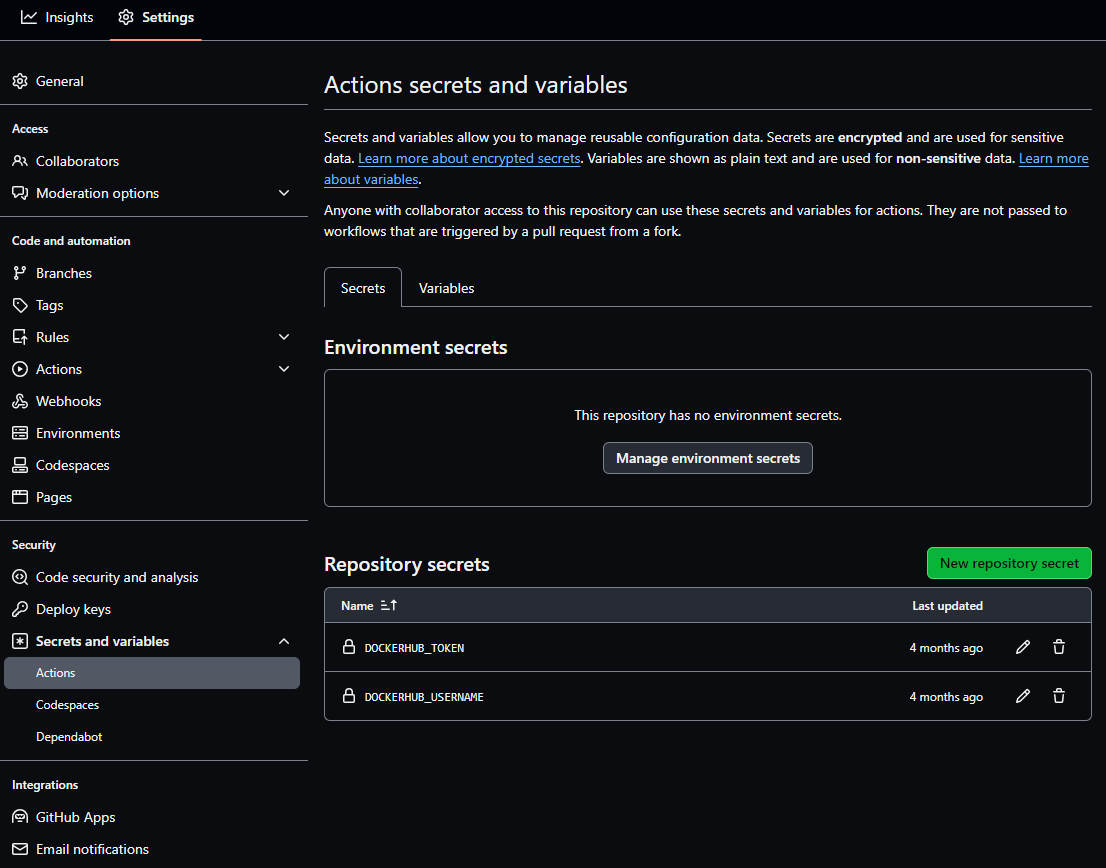 Insights
Settings
General
Access
Collaborators
Moderation options
Code and automation
Branches
Tags
Rules
Actions
Webhooks
Environments
Codespaces
Pages
Security
Code security and analysis
Deploy keys
Secrets and variables
Actions
Codespaces
Dependabot
Integrations
GitHub Apps
Email notifications
Actions secrets and variables
Secrets and variables allow you to manage reusable configuration data. Secrets are encrypted and are used for sensitive
data. Learn more about encrypted secrets. Variables are shown as plain text and are used for non-sensitive data. Learn more
about variables.
Anyone with collaborator access to this repository can use these secrets and variables for actions. They are not passed to
workflows that are triggered by a pull request from a fork.
Secrets
Variables
Environment secrets
This repository has no environment secrets.
Manage environment secrets
Repository secrets
New repository secret
Name
Last updated
DOCKERHUB_TOKEN
4 months ago
DOCKERHUB_USERNAME
4 months ago